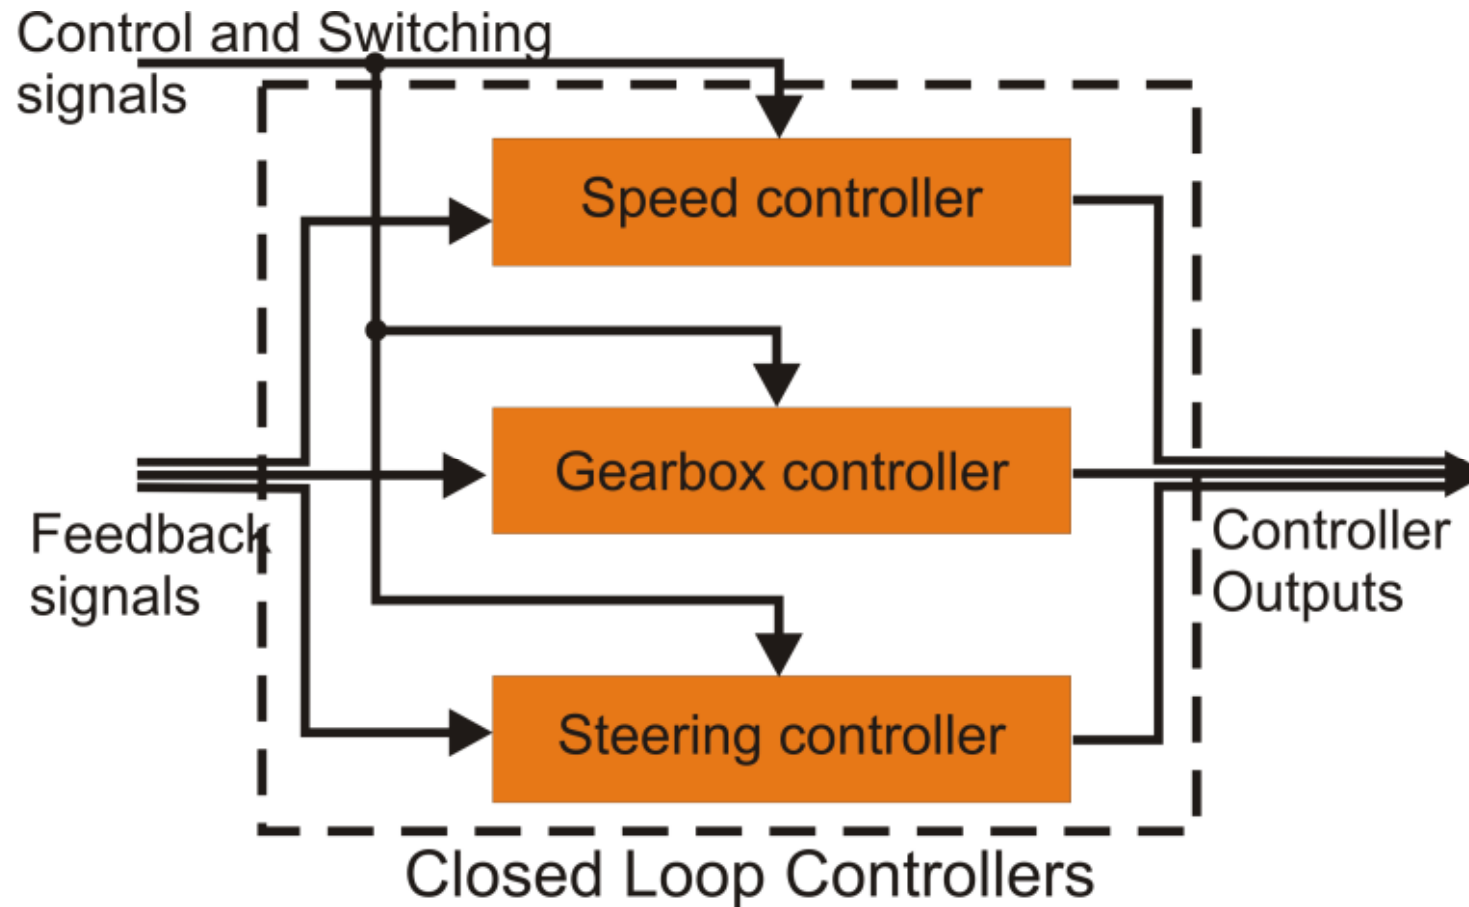 Control and Switching
signals
Speed controller
Gearbox controller
Feedback
signals
Controller
Outputs
Steering controller
Closed Loop Controllers